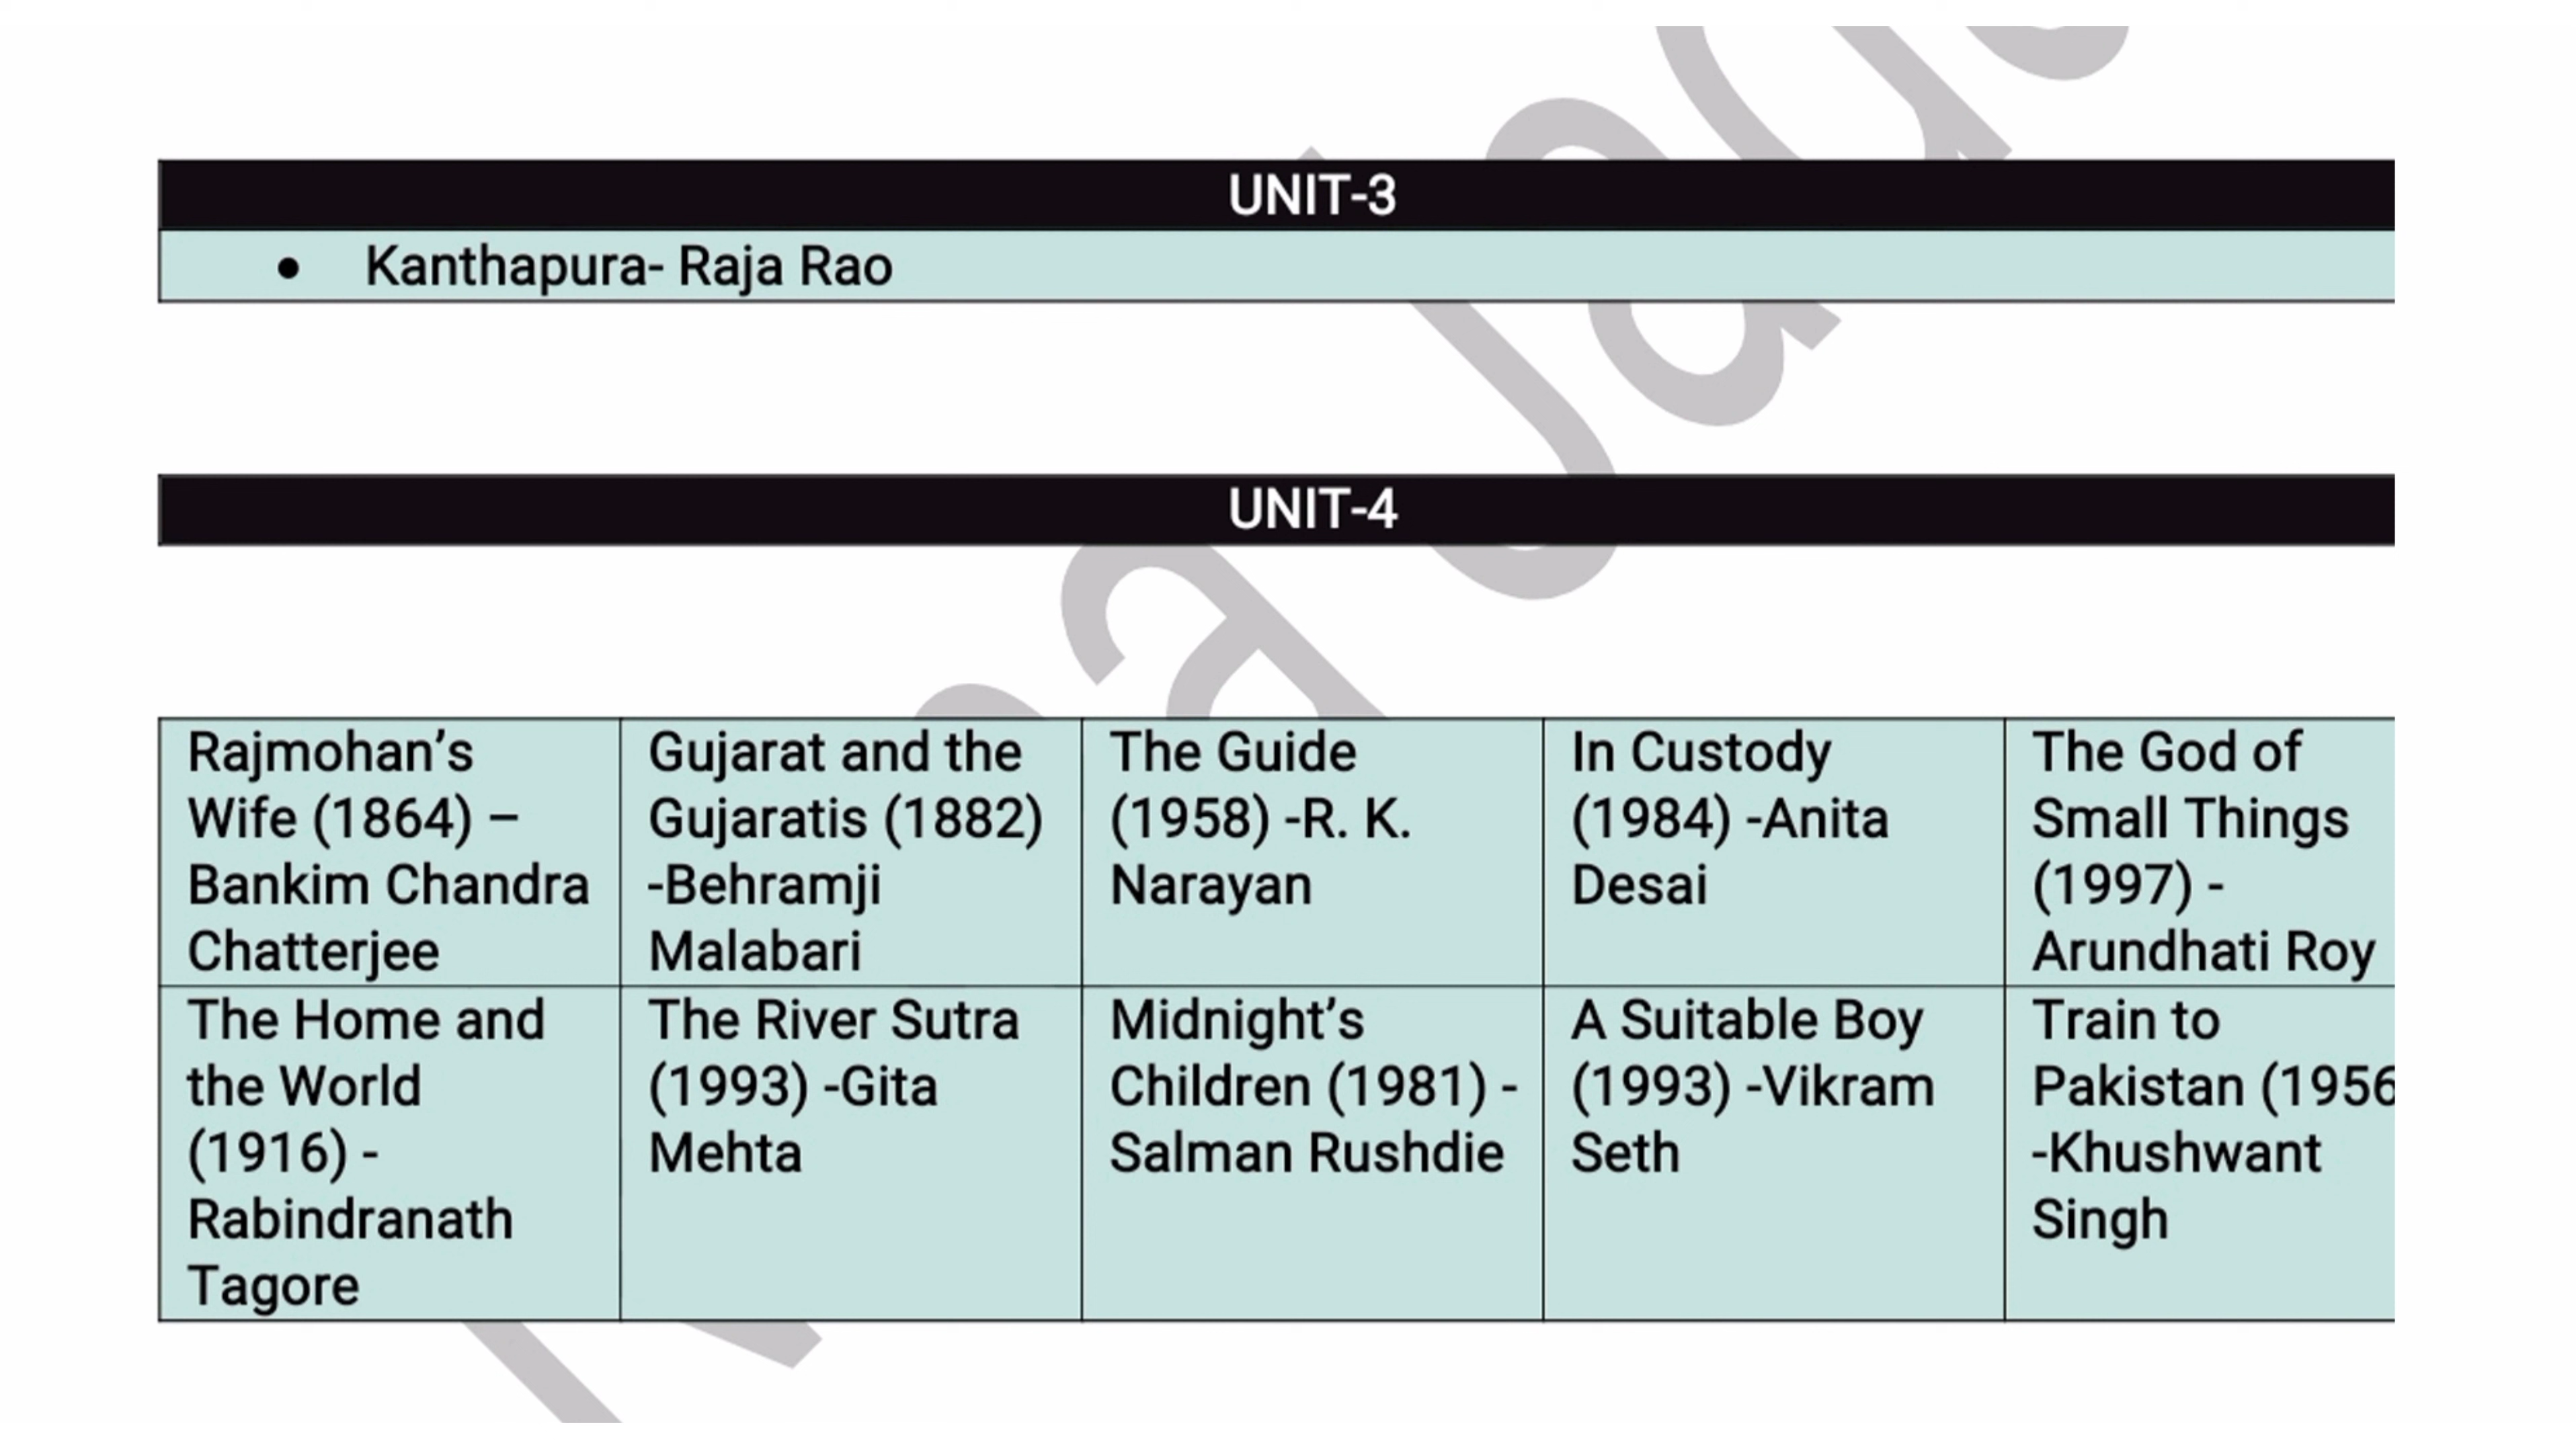 UNIT-3
• Kanthapura- Raja Rao
UNIT-4
Rajmohan’s
Wife (1864) –
Bankim Chandra
Chatterjee
Gujarat and the
Gujaratis (1882)
-Behramji
Malabari
The Guide
(1958) -R. K.
Narayan
In Custody
(1984) -Anita
Desai
The God of
Small Things
(1997) -
Arundhati Roy
The Home and
the World
(1916) -
Rabindranath
Tagore
The River Sutra
(1993) -Gita
Mehta
Midnight’s
Children (1981) -
Salman Rushdie
A Suitable Boy
(1993) -Vikram
Seth
Train to
Pakistan (1956
-Khushwant
Singh